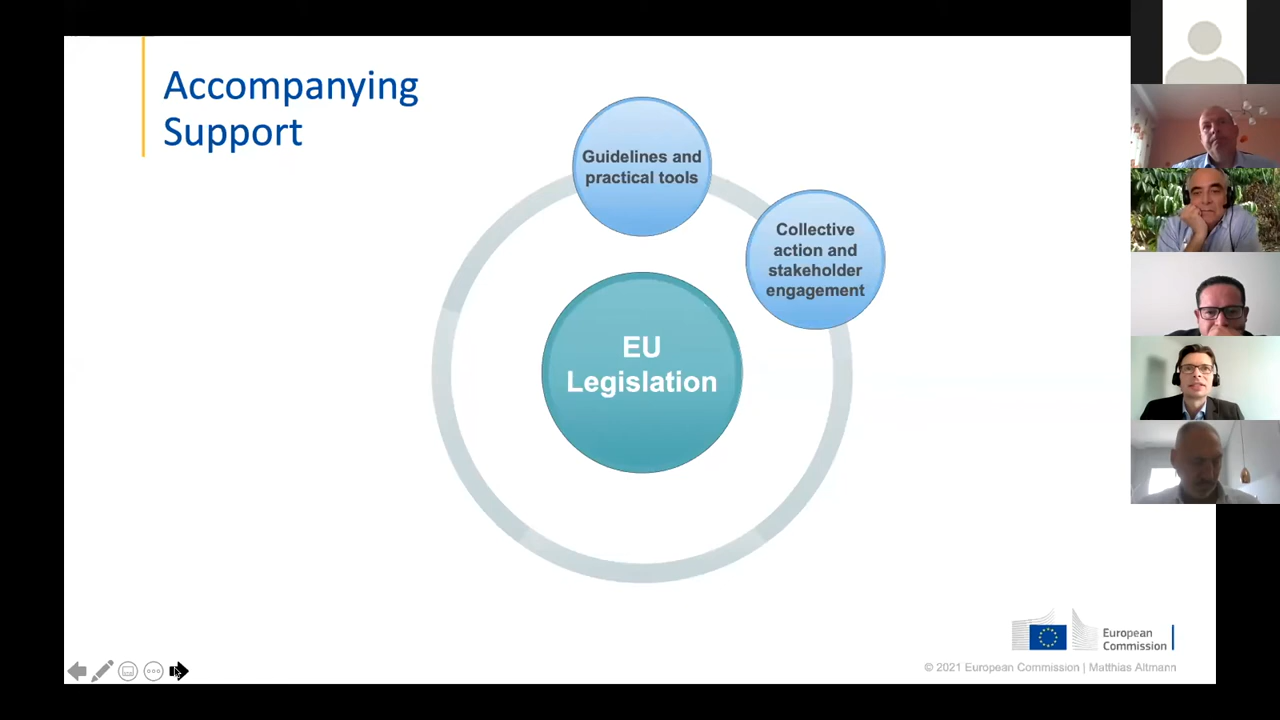 Accompanying
Support
Guidelines and
practical tools
Collective
action and
stakeholder
engagement
EU
Legislation
European
Commission
© 2021 European Commission | Matthias Altmann